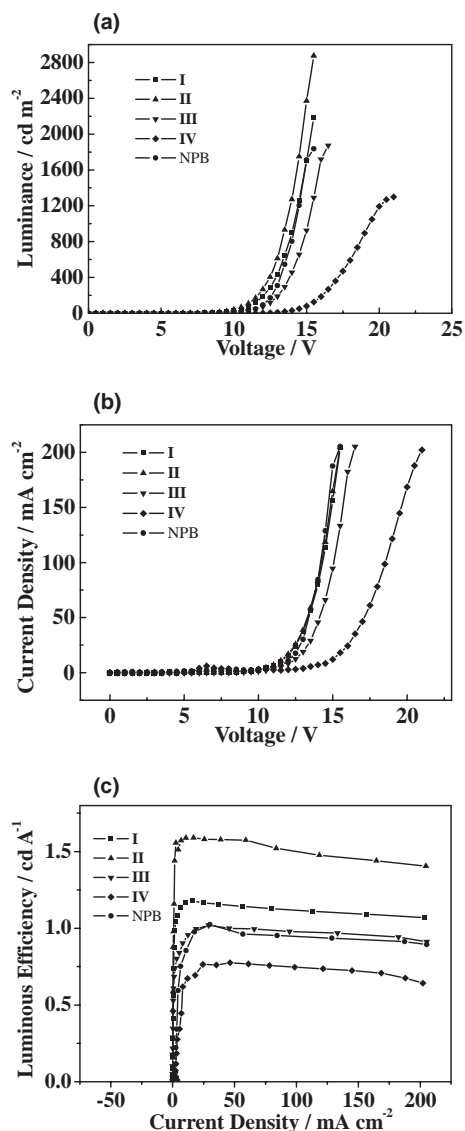 (a)
2800
2400
2000
1600
1200
800
400
0
Luminance / cd m-2
I
II
III
IV
NPB
0 5 10 15 20 25
Voltage / V
(b)
200
150
100
50
0
Current Density / mA cm-2
I
II
III
IV
NPB
0 5 10 15 20
Voltage / V
(c)
1.5
1.0
0.5
0.0
Luminous Efficiency / cd A-1
I
II
III
IV
NPB
-50 0 50 100 150 200
Current Density / mA cm-2